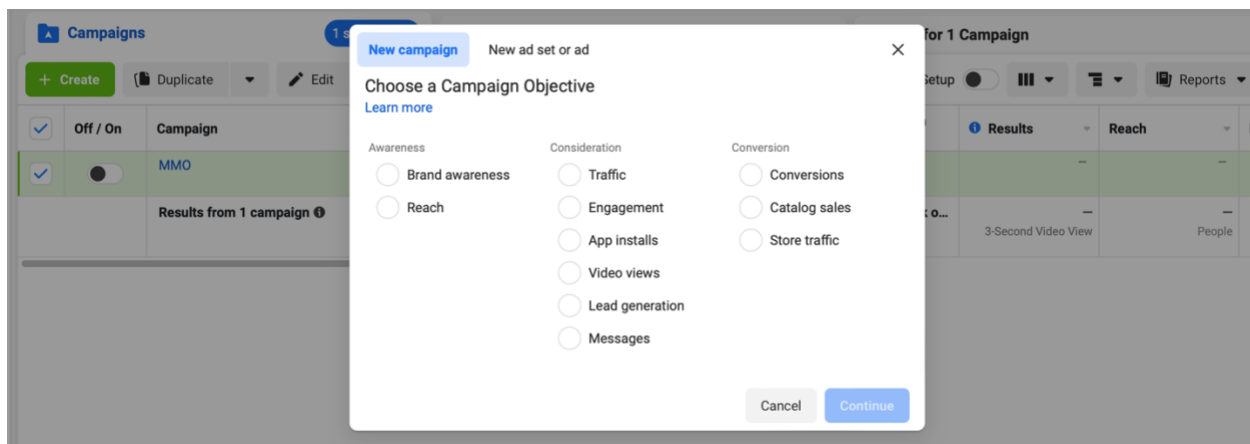 Campaigns
1 s
for 1 Campaign
New campaign
New ad set or ad
Create
Duplicate
Edit
Setup
Reports
Choose a Campaign Objective
Learn more
Off / On
Campaign
Results
Reach
Awareness
Consideration
Conversion
Brand awareness
Traffic
Conversions
MMO
—
—
Reach
Engagement
Catalog sales
Results from 1 campaign
o...
—
—
App installs
Store traffic
3-Second Video View
People
Video views
Lead generation
Messages
Cancel
Continue